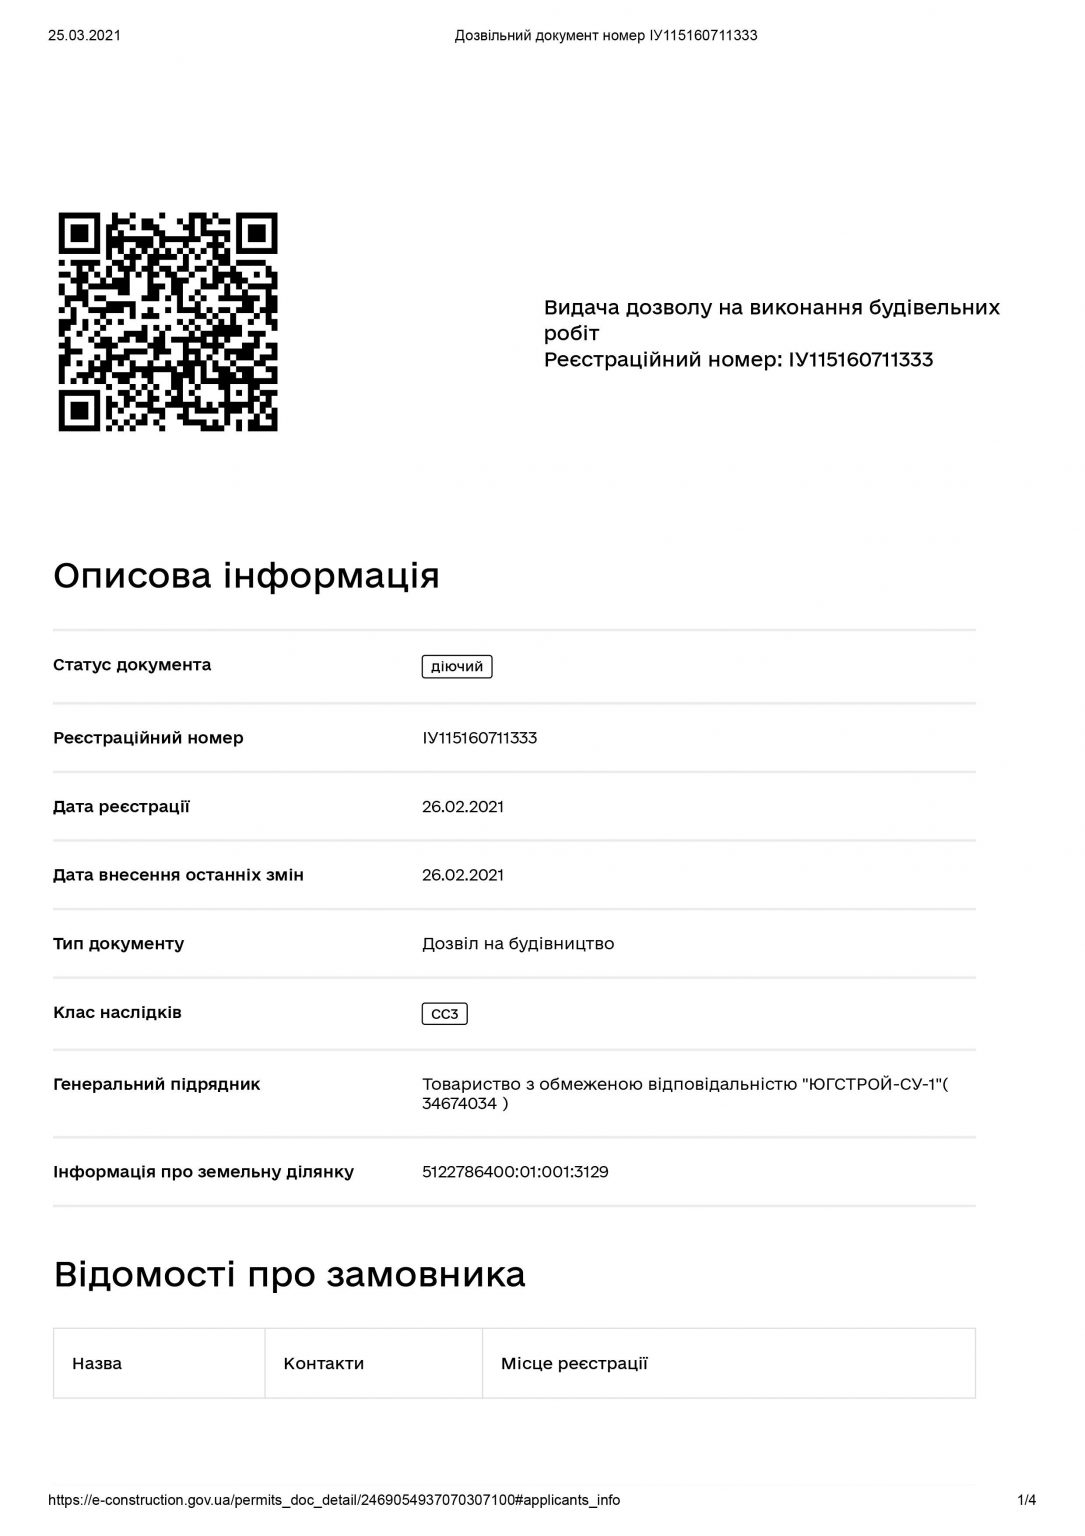 25.03.2021
Дозвільний документ номер ІУ115160711333
Видача дозволу на виконання будівельних
робіт
Реєстраційний номер: ІУ115160711333
Описова інформація
Статус документа
діючий
Реєстраційний номер
ІУ115160711333
Дата реєстрації
26.02.2021
Дата внесення останніх змін
26.02.2021
Тип документу
Дозвіл на будівництво
Клас наслідків
СС3
Генеральний підрядник
Товариство з обмеженою відповідальністю "ЮГСТРОЙ-СУ-1"(
34674034 )
Інформація про земельну ділянку
5122786400:01:001:3129
Відомості про замовника
Назва
Контакти
Місце реєстрації
https://e-construction.gov.ua/permits_doc_detail/2469054937070307100#applicants_info
1/4